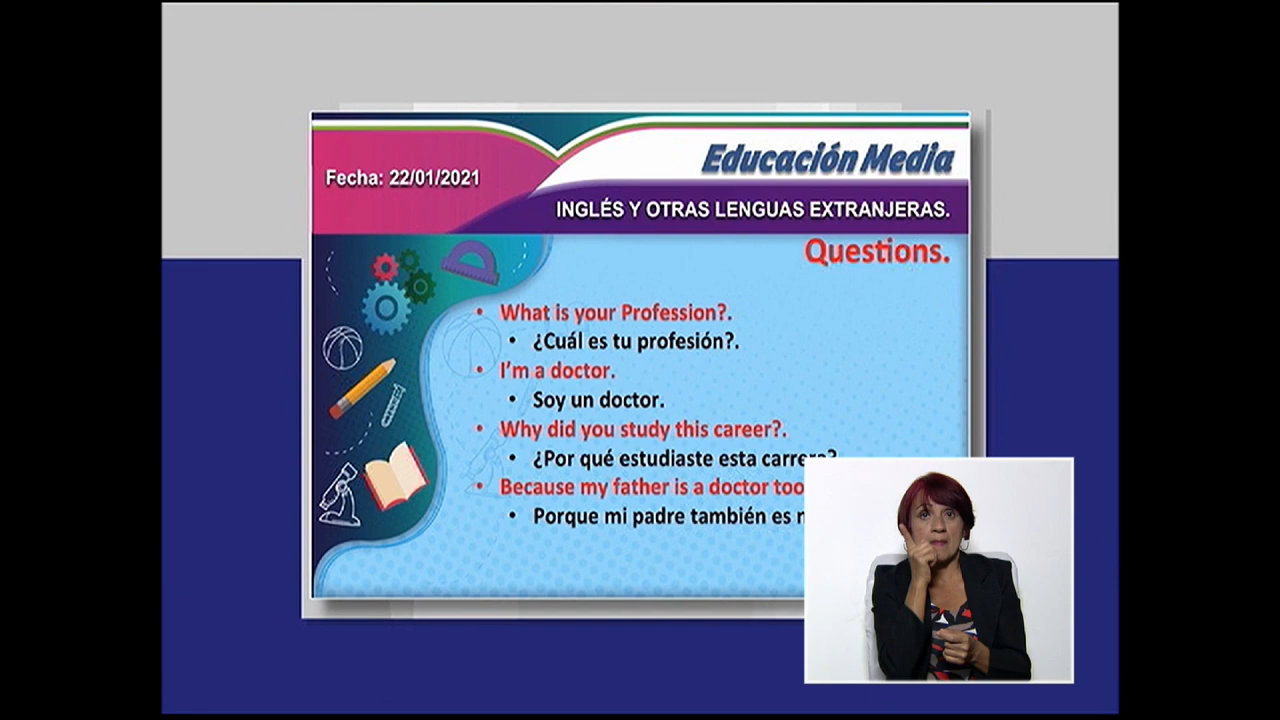 Educación Media
Fecha: 22/01/2021
INGLÉS Y OTRAS LENGUAS EXTRANJERAS.
Questions.
• What is your Profession?.
• ¿Cuál es tu profesión?.
• I'm a doctor.
• Soy un doctor.
• Why did you study this career?.
• ¿Por qué estudiaste esta carrera?
• Because my father is a doctor too
• Porque mi padre también es